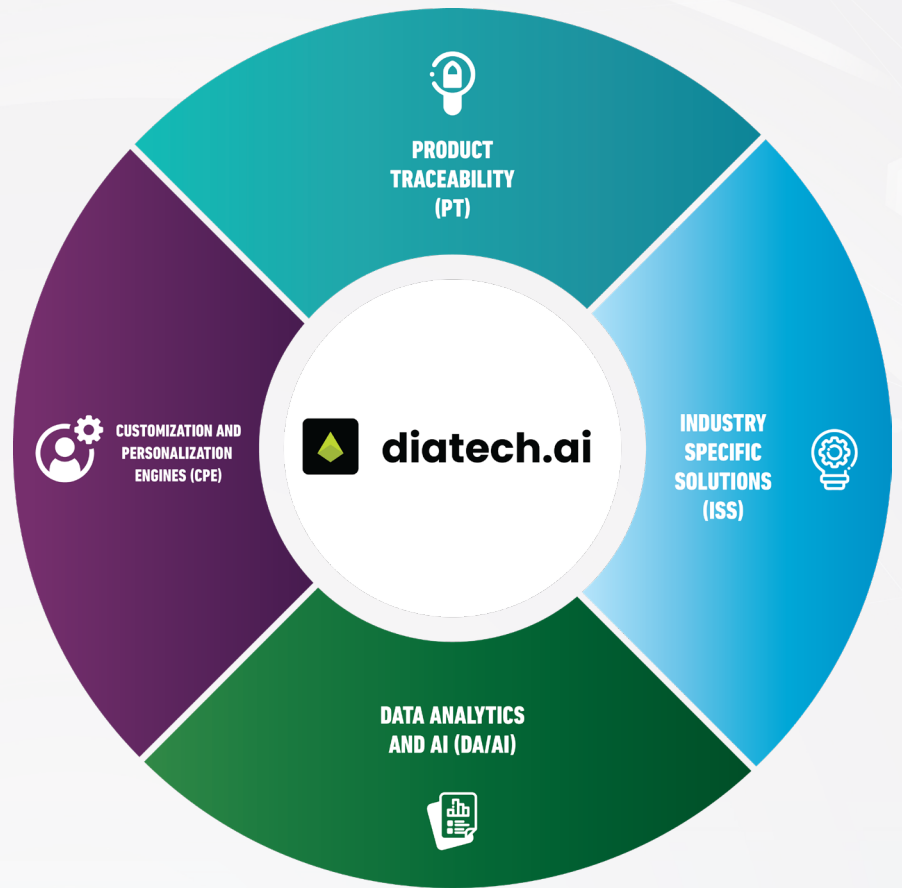 PRODUCT
TRACEABILITY
(PT)
CUSTOMIZATION AND
PERSONALIZATION
ENGINES (CPE)
diatech.ai
INDUSTRY
SPECIFIC
SOLUTIONS
(ISS)
DATA ANALYTICS
AND AI (DA/AI)